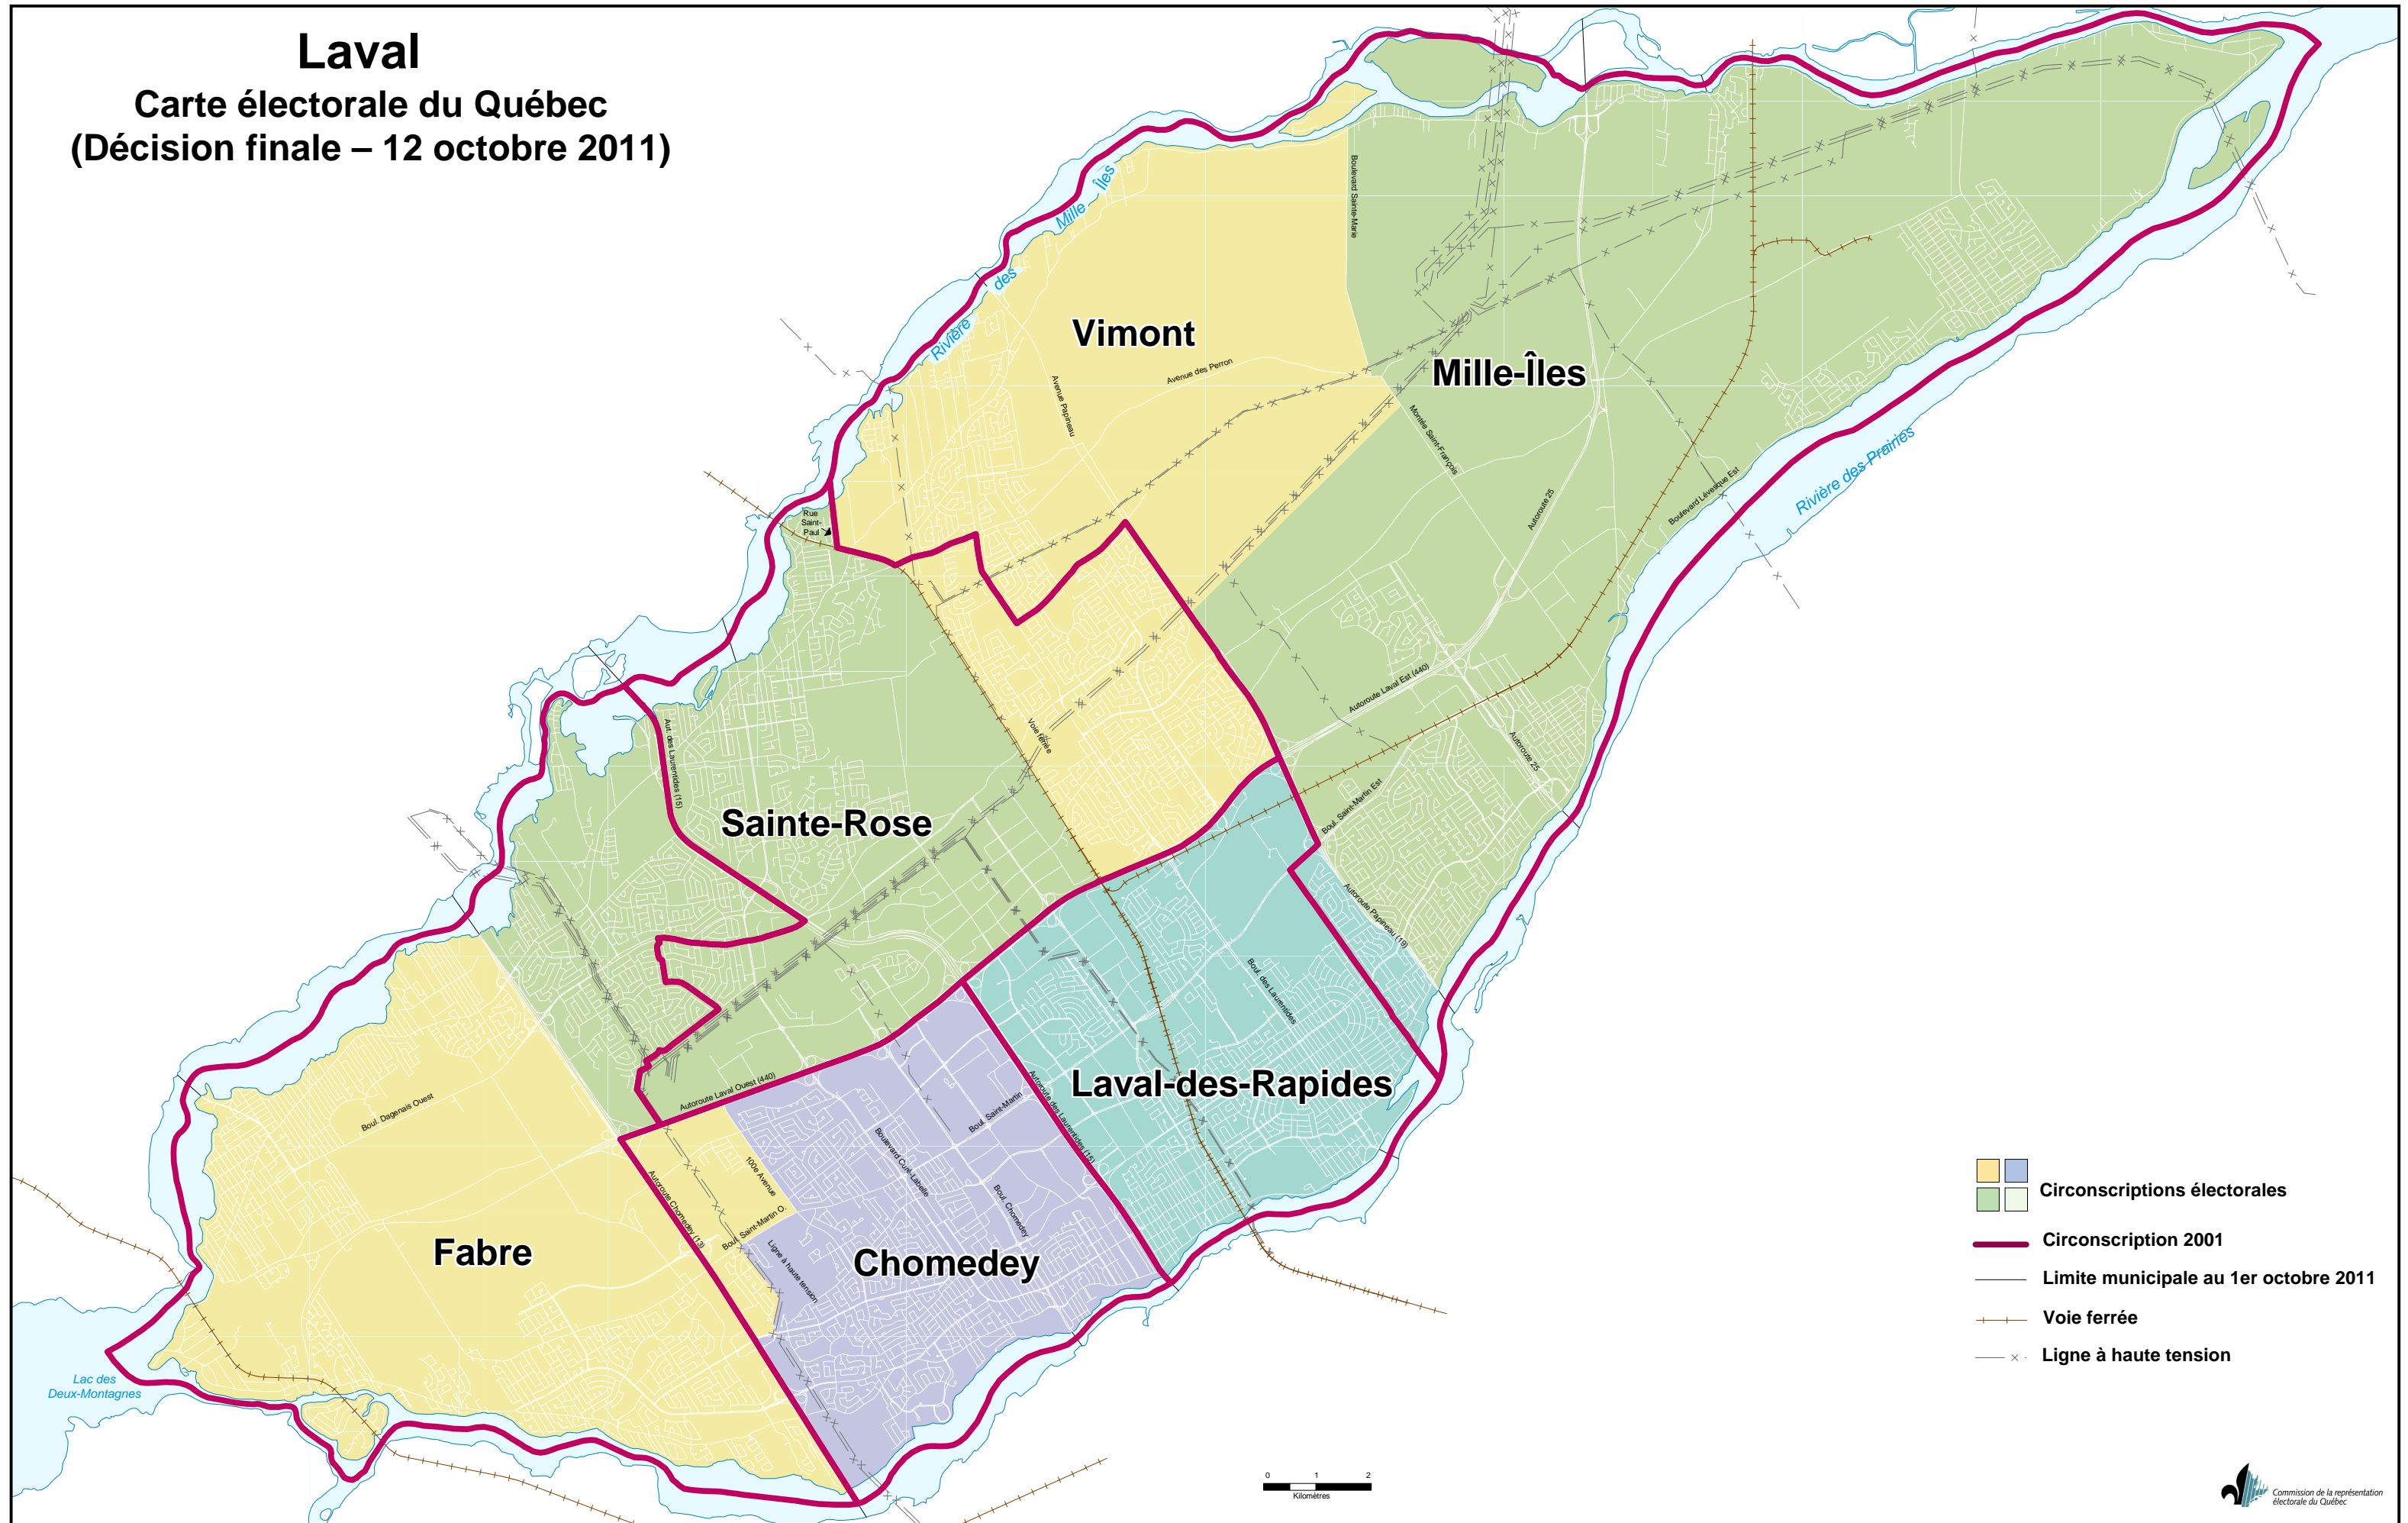 Laval
Carte électorale du Québec
(Décision finale – 12 octobre 2011)
Rivière des Mille Îles
Boulevard Sainte-Marie
Vimont
Mille-Îles
Avenue des Perron
Avenue Papineau
Montée Saint-François
Autoroute 25
Boulevard Lévesque Est
Rivière des Prairies
Rue
Saint-
Paul
Autoroute Laval Est (440)
Voie ferrée
Aut. des Laurentides (15)
Autoroute 25
Boul. Saint-Martin Est
Sainte-Rose
Autoroute Papineau (19)
Boul. des Laurentides
Autoroute Laval Ouest (440)
Laval-des-Rapides
Boul. Dagenais Ouest
Boul. Saint-Martin
Autoroute des Laurentides (15)
Boulevard Curé-Labelle
100e Avenue
Autoroute Chomedey (13)
Boul. Chomedey
Boul. Saint-Martin O.
Ligne à haute tension
Fabre
Chomedey
Lac des
Deux-Montagnes
Circonscriptions électorales
Circonscription 2001
Limite municipale au 1er octobre 2011
Voie ferrée
Ligne à haute tension
0 1 2
Kilomètres
Commission de la représentation
électorale du Québec